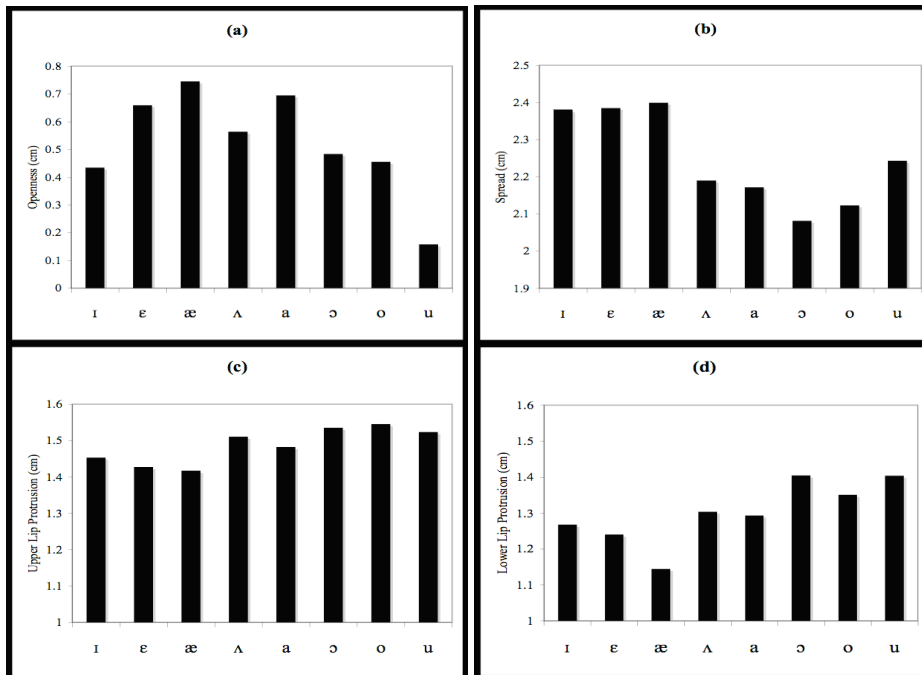 (a)
Openness (cm)
0.8
0.7
0.6
0.5
0.4
0.3
0.2
0.1
0
ɪ ɛ æ ʌ a ɔ o u
(b)
Spread (cm)
2.5
2.4
2.3
2.2
2.1
2
1.9
ɪ ɛ æ ʌ a ɔ o u
(c)
Upper Lip Protrusion (cm)
1.6
1.5
1.4
1.3
1.2
1.1
1
ɪ ɛ æ ʌ a ɔ o u
(d)
Lower Lip Protrusion (cm)
1.6
1.5
1.4
1.3
1.2
1.1
1
ɪ ɛ æ ʌ a ɔ o u